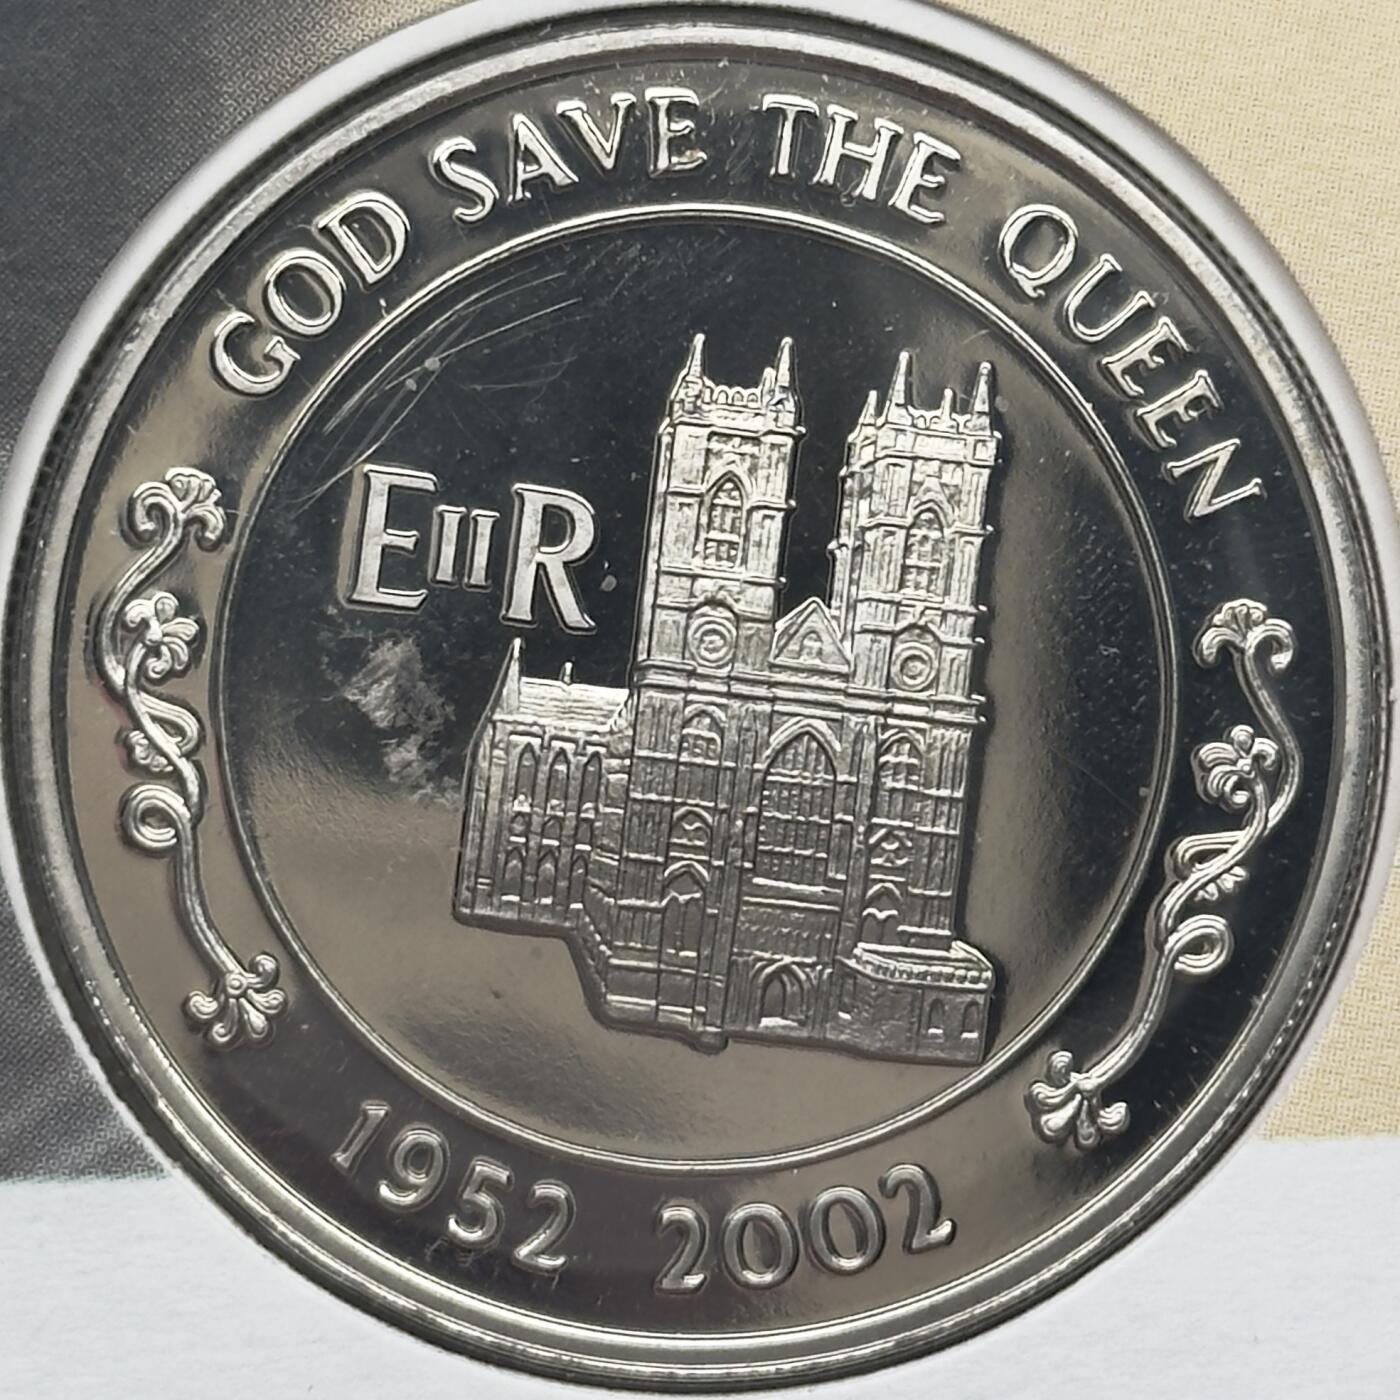 GOD SAVE THE QUEEN
EIIR
1952 2002